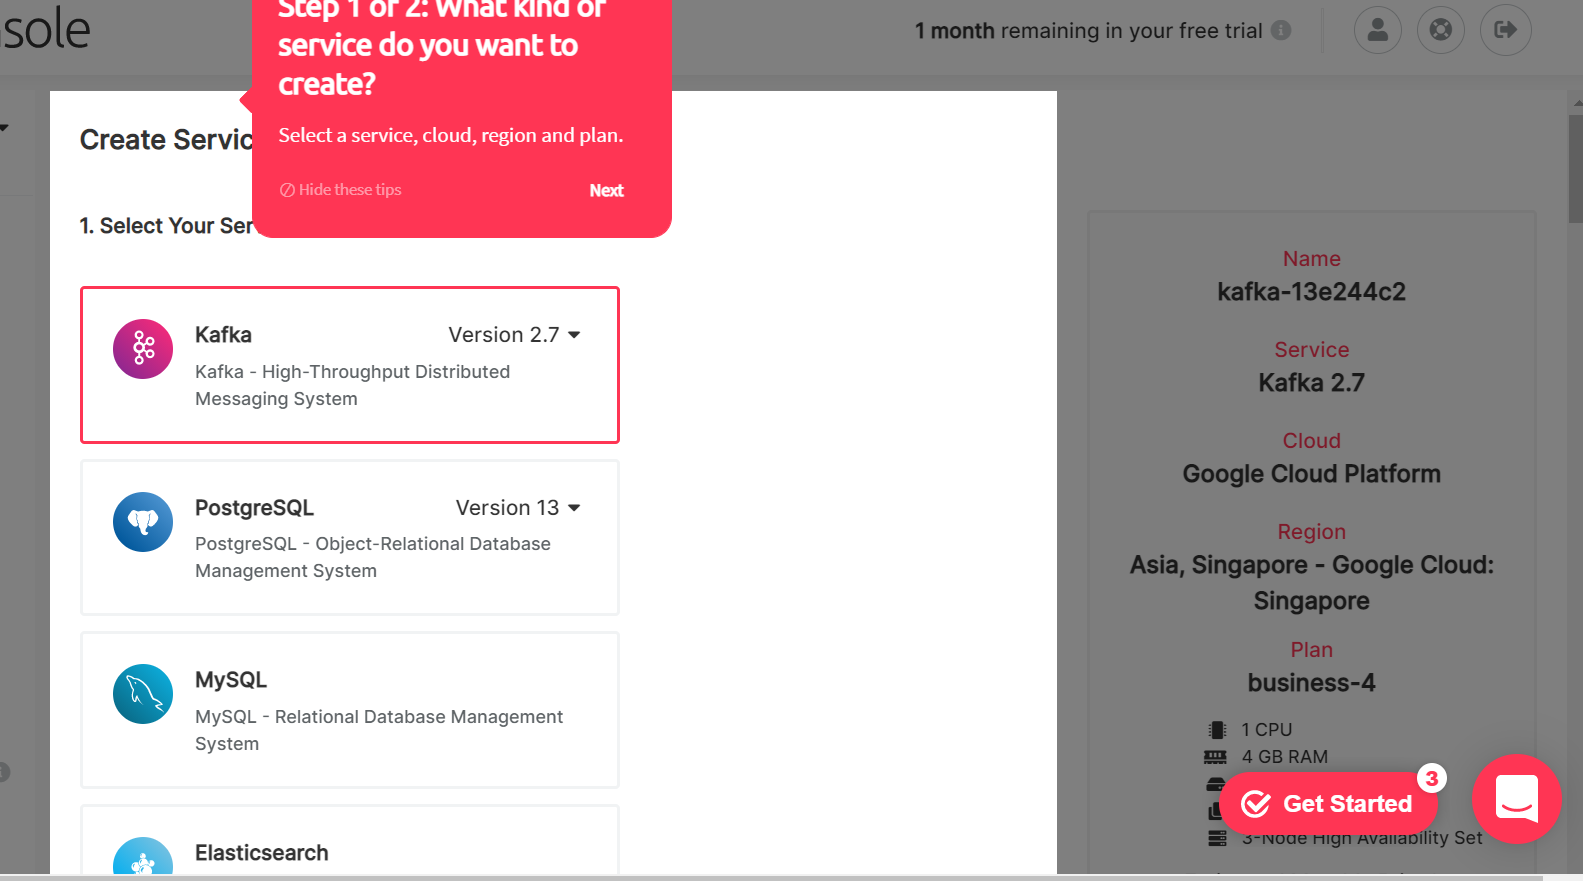 sole
1 month remaining in your free trial
Step 1 of 2: What kind of
service do you want to
create?
Select a service, cloud, region and plan.
Hide these tips
Next
Create Servic
1. Select Your Ser
Kafka
Version 2.7
Kafka - High-Throughput Distributed
Messaging System
PostgreSQL
Version 13
PostgreSQL - Object-Relational Database
Management System
MySQL
MySQL - Relational Database Management
System
Elasticsearch
Name
kafka-13e244c2
Service
Kafka 2.7
Cloud
Google Cloud Platform
Region
Asia, Singapore - Google Cloud:
Singapore
Plan
business-4
1 CPU
4 GB RAM
Get Started
3
3-Node High Availability Set